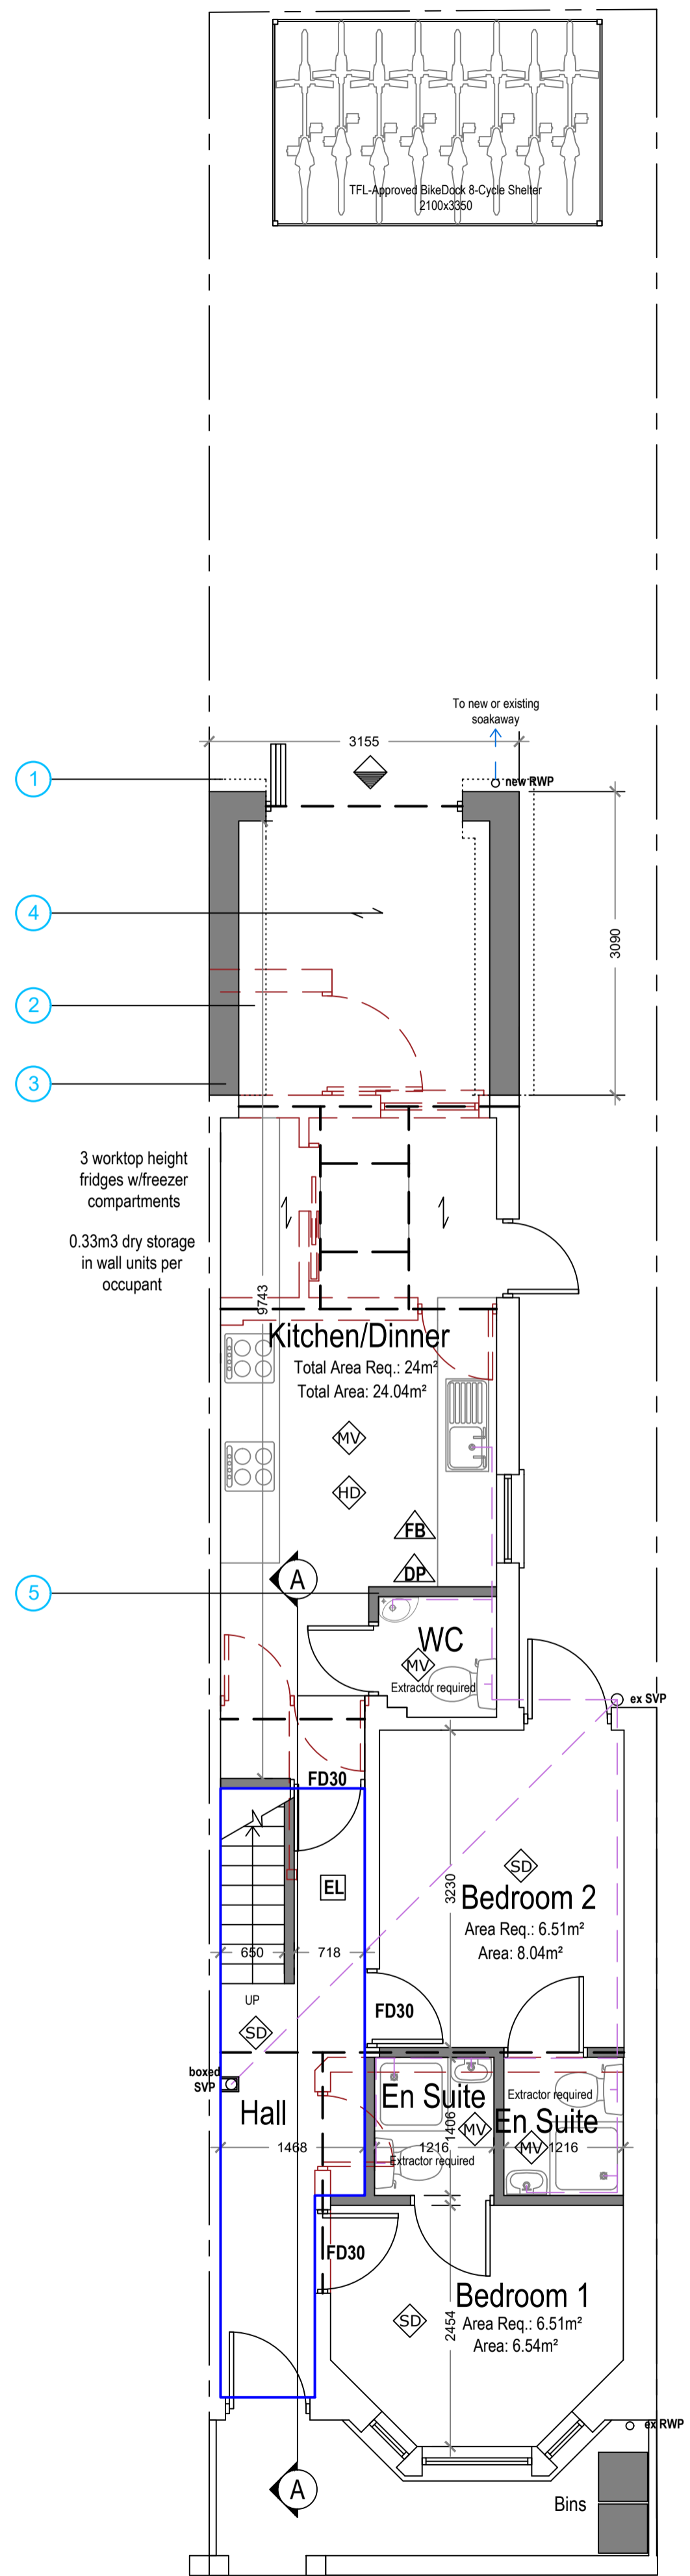 TFL-Approved BikeDock 8-Cycle Shelter
2100x3350
To new or existing
soakaway
3155
1
new RWP
4
3090
2
3
3 worktop height
fridges w/freezer
compartments
0.33m3 dry storage
in wall units per
occupant
9743
Kitchen/Dinner
Total Area Req.: 24m²
Total Area: 24.04m²
MV
HD
FB
DP
A
5
WC
MV
Extractor required
ex SVP
FD30
EL
3230
SD
Bedroom 2
Area Req.: 6.51m²
Area: 8.04m²
650
718
UP
FD30
SD
boxed
SVP
Hall
En Suite
Extractor required
En Suite
1406
MV
1468
1216
MV
1216
Extractor required
FD30
Bedroom 1
SD
2454
Area Req.: 6.51m²
Area: 6.54m²
ex RWP
A
Bins